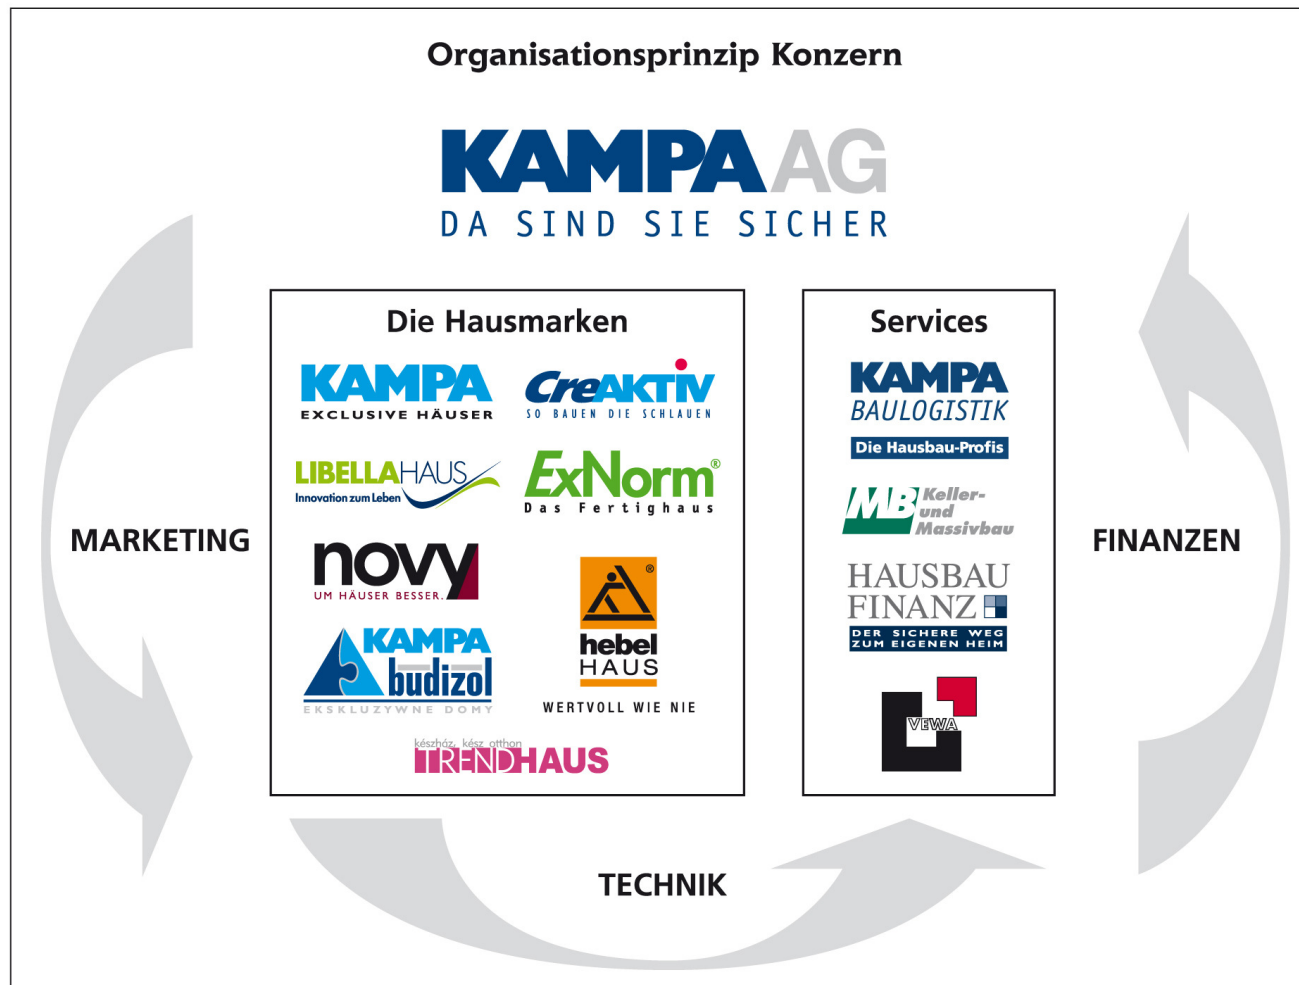 Organisationsprinzip Konzern
KAMPA AG
DA SIND SIE SICHER
MARKETING
Die Hausmarken
KAMPA
EXCLUSIVE HÄUSER
CreAKTiV
SO BAUEN DIE SCHLAUEN
LIBELLAHAUS
Innovation zum Leben
ExNorm®
Das Fertighaus
novy
UM HÄUSER BESSER.
®
hebel
HAUS
WERTVOLL WIE NIE
KAMPA
budizol
EKSKLUZYWNE DOMY
készház, kész otthon
TRENDHAUS
Services
KAMPA
BAULOGISTIK
Die Hausbau-Profis
MB Keller-
und
Massivbau
HAUSBAU
FINANZ
DER SICHERE WEG
ZUM EIGENEN HEIM
VEWA
FINANZEN
TECHNIK